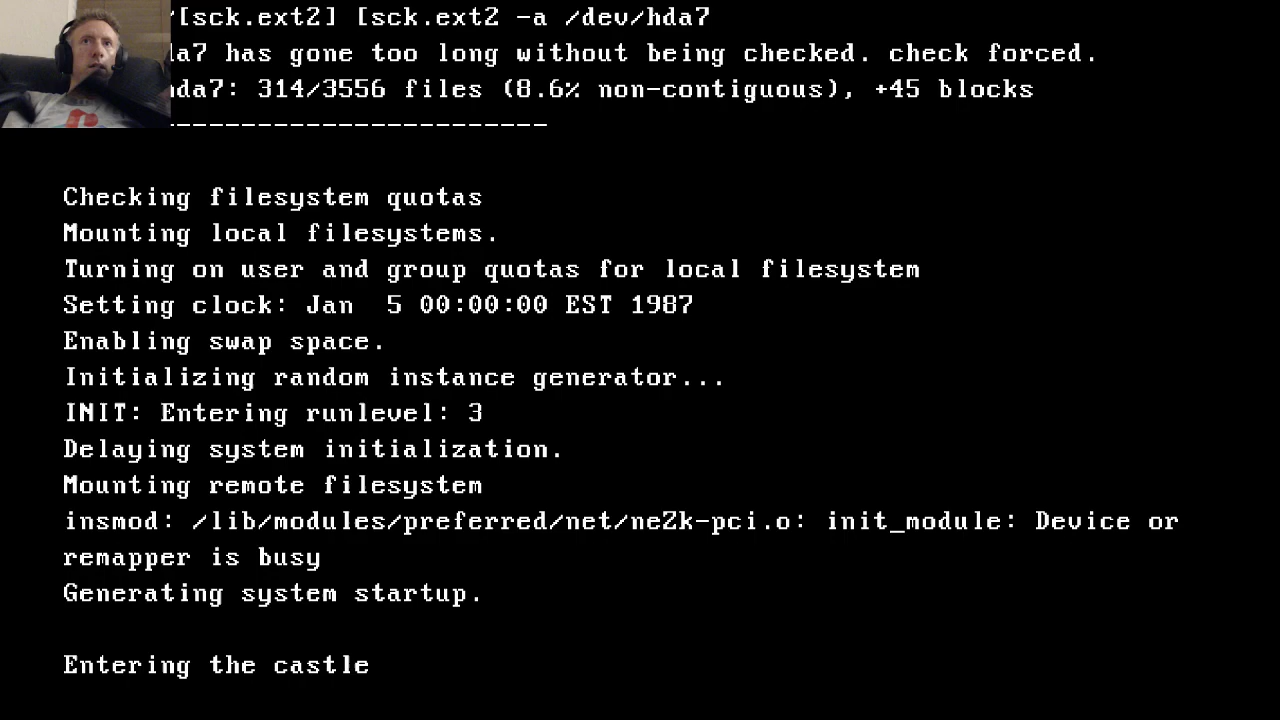 [sck.ext2] [sck.ext2 -a /dev/hda7
da7 has gone too long without being checked. check forced.
hda7: 314/3556 files (8.6% non-contiguous), +45 blocks
-----------------------
Checking filesystem quotas
Mounting local filesystems.
Turning on user and group quotas for local filesystem
Setting clock: Jan  5 00:00:00 EST 1987
Enabling swap space.
Initializing random instance generator...
INIT: Entering runlevel: 3
Delaying system initialization.
Mounting remote filesystem
insmod: /lib/modules/preferred/net/neZk-pci.o: init_module: Device or
remapper is busy
Generating system startup.
Entering the castle